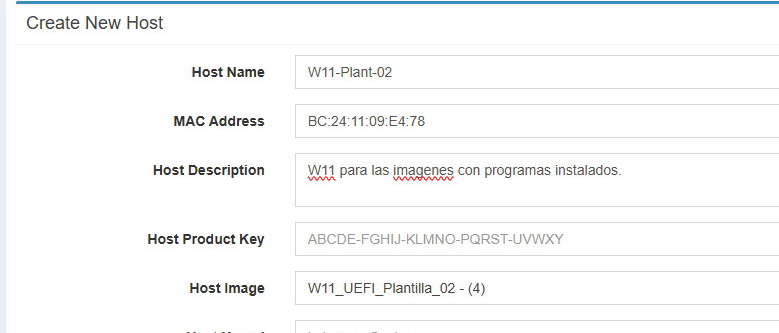 Create New Host
Host Name W11-Plant-02
MAC Address BC:24:11:09:E4:78
Host Description W11 para las imagenes con programas instalados.
Host Product Key ABCDE-FGHIJ-KLMNO-PQRST-UVWXY
Host Image W11_UEFI_Plantilla_02 - (4)